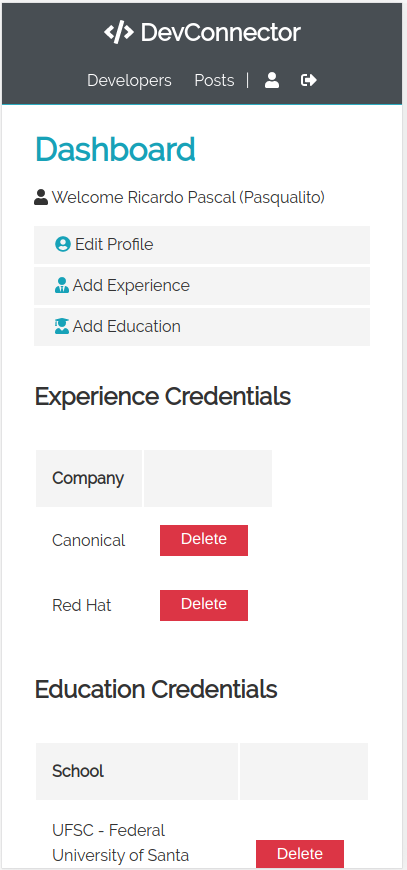 DevConnector
Developers Posts |
Dashboard
Welcome Ricardo Pascal (Pasqualito)
Edit Profile
Add Experience
Add Education
Experience Credentials
Company
Canonical Delete
Red Hat Delete
Education Credentials
School
UFSC - Federal
University of Santa Delete